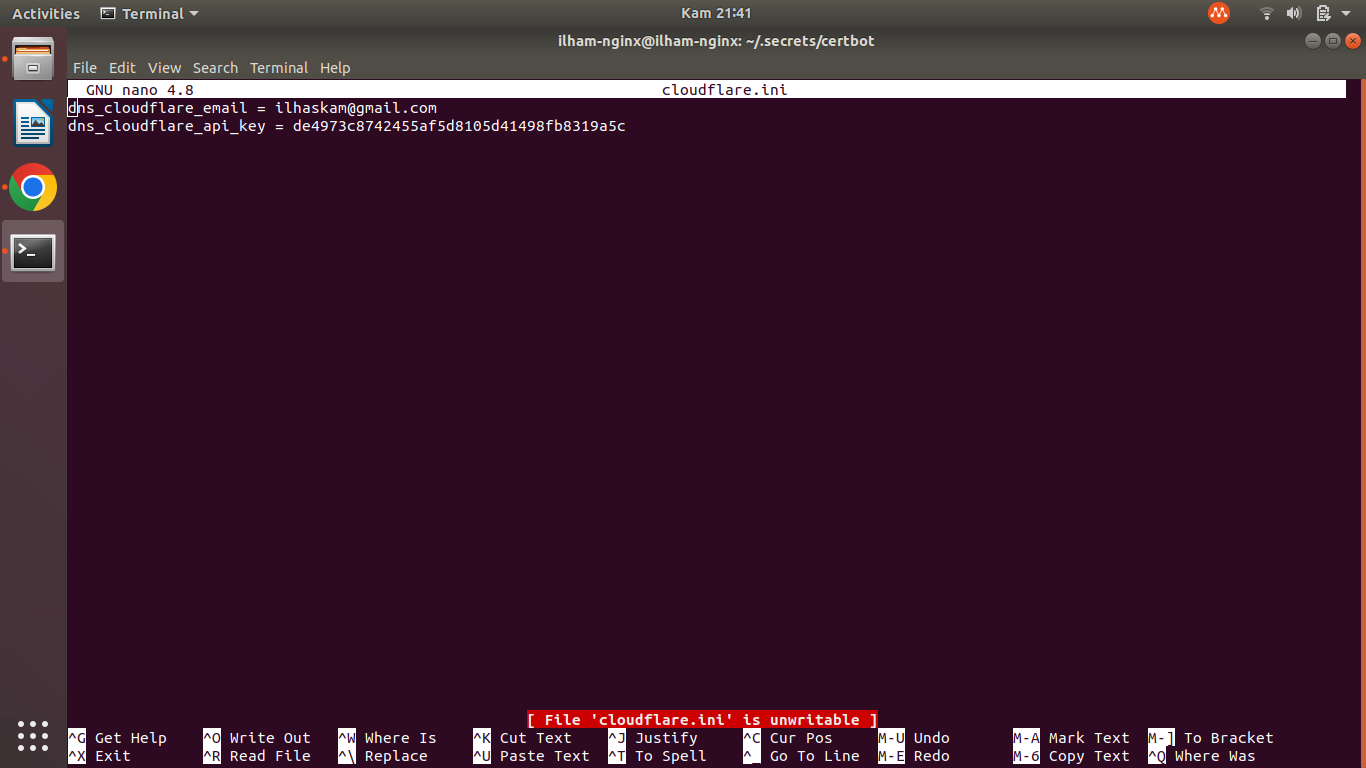 Activities Terminal Kam 21:41
ilham-nginx@ilham-nginx: ~/.secrets/certbot
File Edit View Search Terminal Help
GNU nano 4.8 cloudflare.ini
dns_cloudflare_email = ilhaskam@gmail.com
dns_cloudflare_api_key = de4973c8742455af5d8105d41498fb8319a5c
[ File 'cloudflare.ini' is unwritable ]
^G Get Help ^O Write Out ^W Where Is ^K Cut Text ^J Justify ^C Cur Pos M-U Undo M-A Mark Text M-] To Bracket
^X Exit ^R Read File ^\ Replace ^U Paste Text ^T To Spell ^_ Go To Line M-E Redo M-6 Copy Text ^Q Where Was